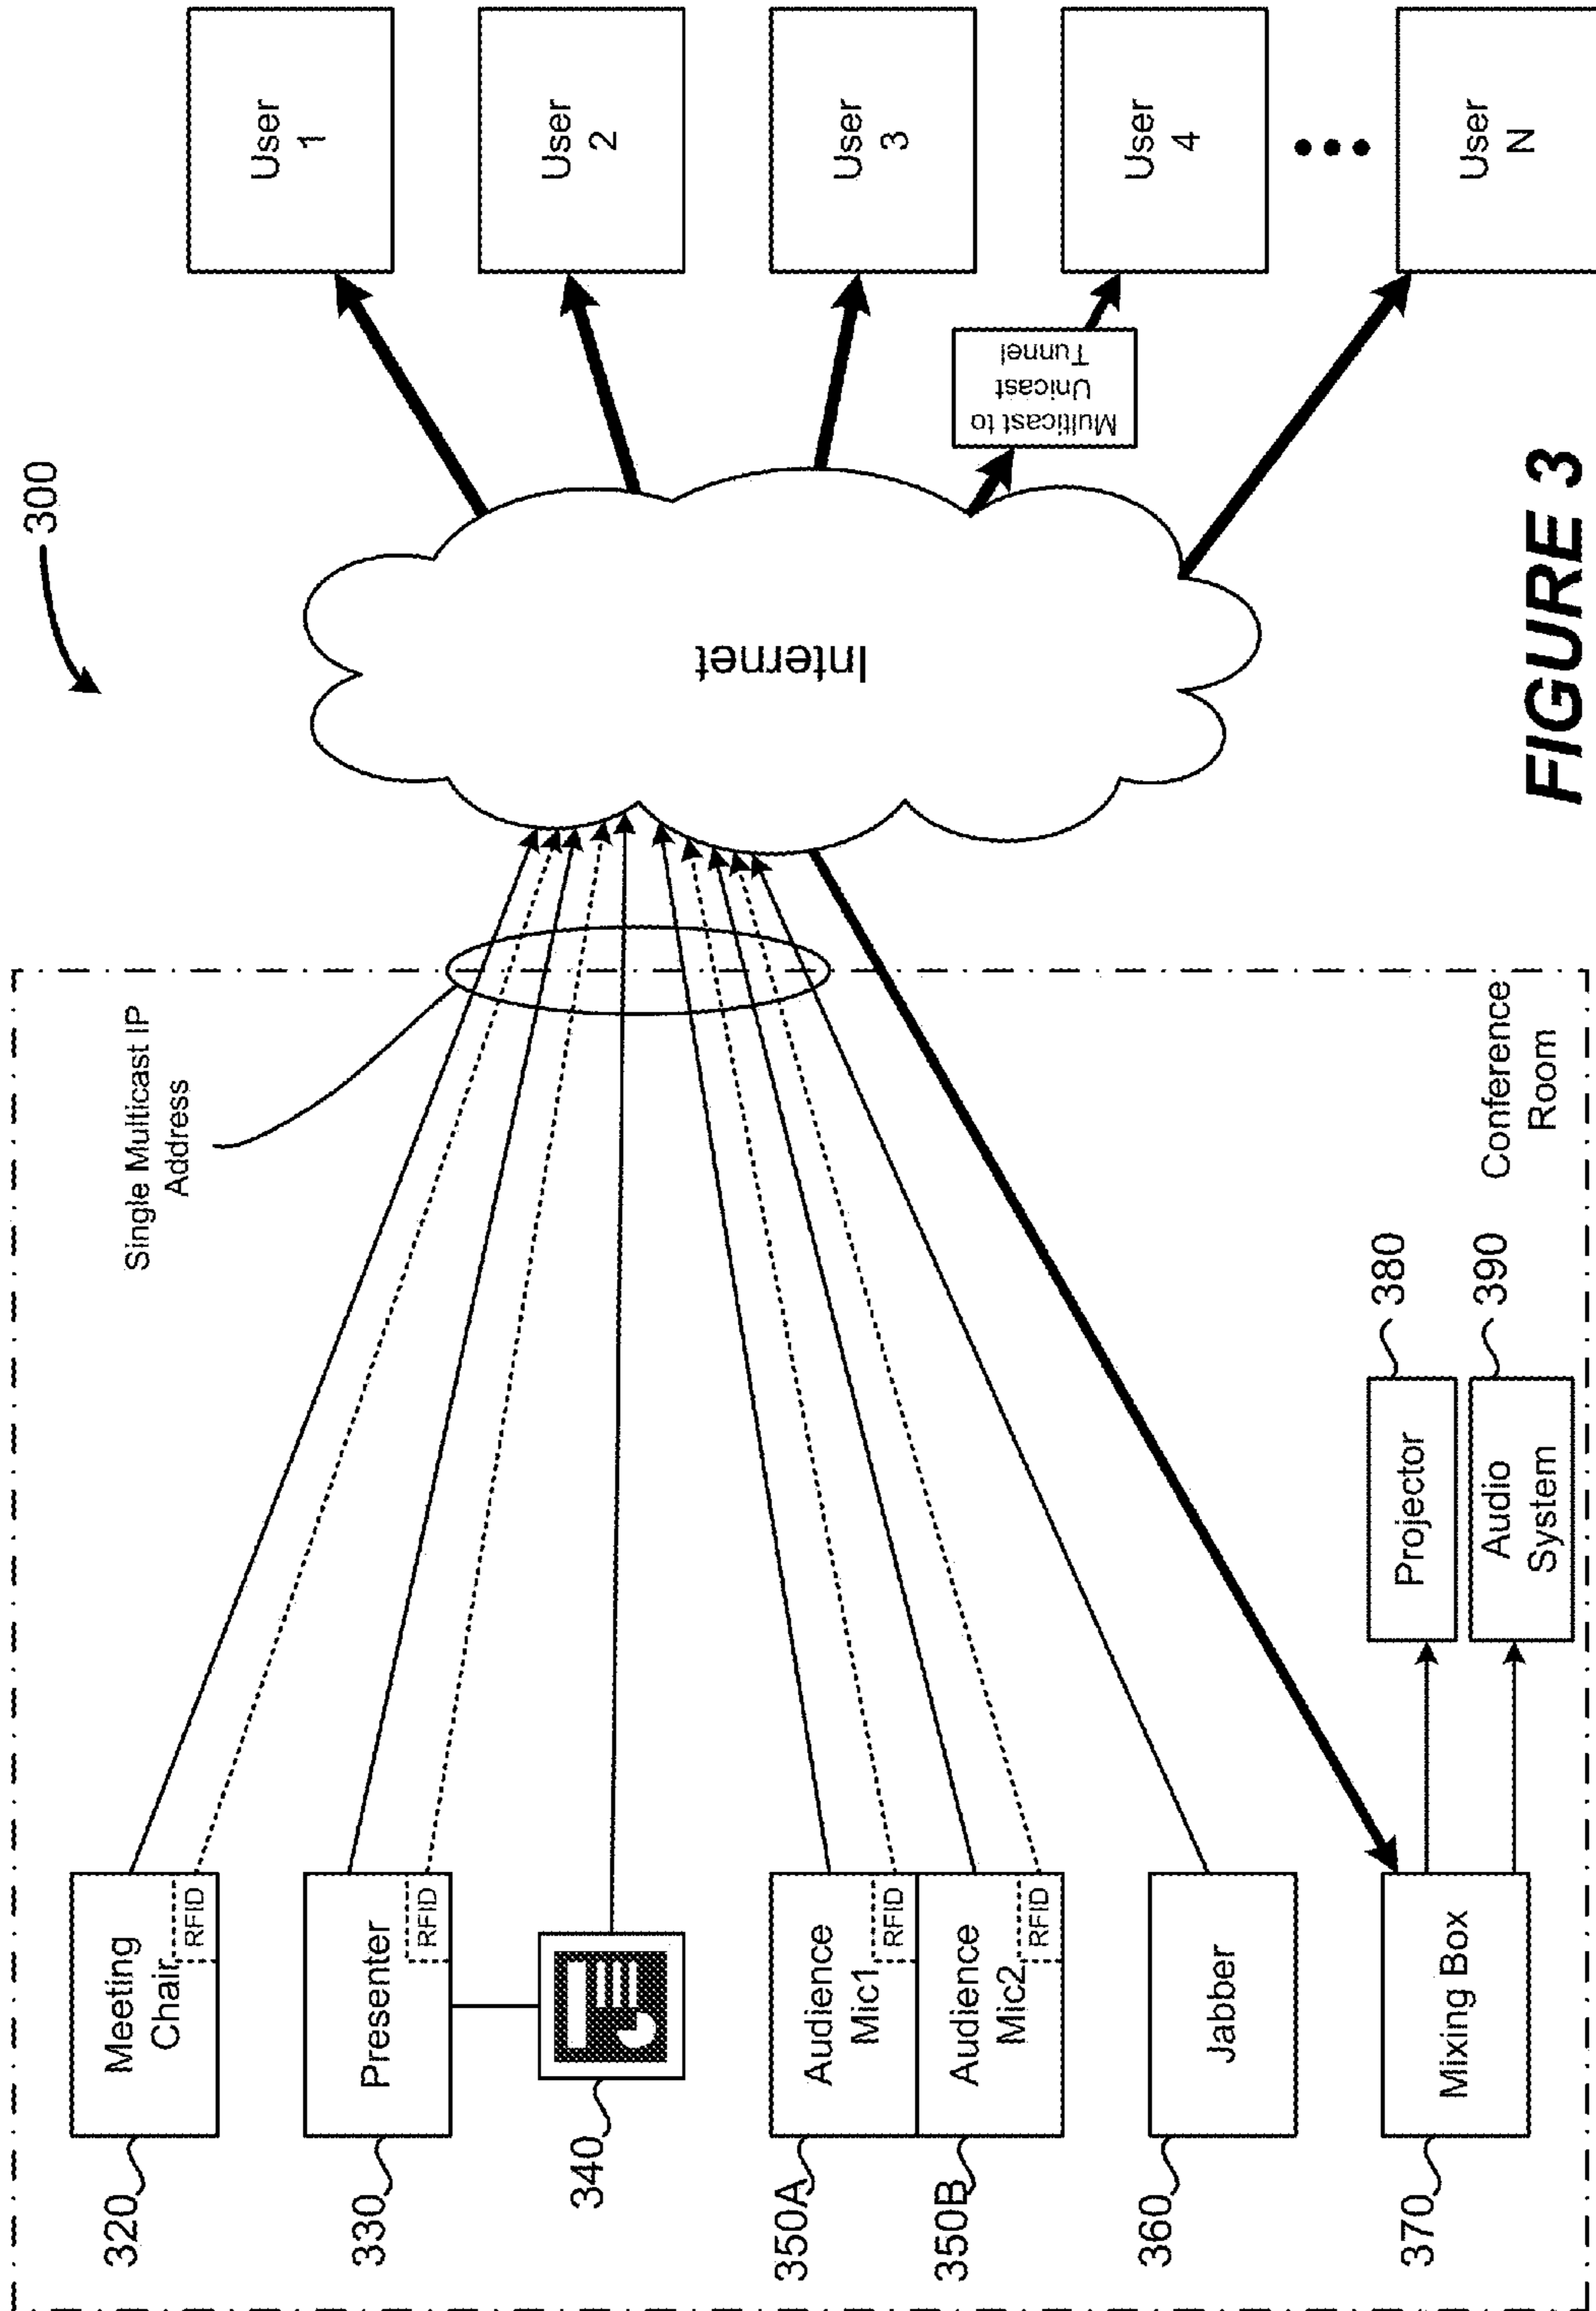 300
Single Multicast IP
Address
320
Meeting
Chair
RFID
330
Presenter
RFID
340
350A
Audience
Mic1
RFID
350B
Audience
Mic2
RFID
360
Jabber
370
Mixing Box
Projector
380
Audio
System
390
Conference
Room
Internet
Multicast to
Unicast
Tunnel
User
1
User
2
User
3
User
4
User
N
FIGURE 3